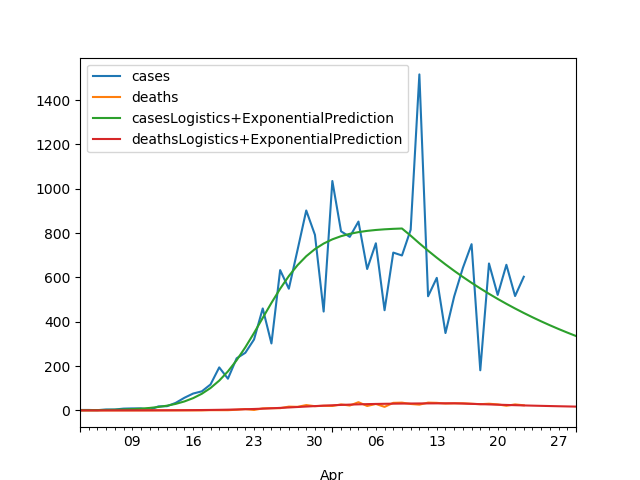 cases
deaths
casesLogistics+ExponentialPrediction
deathsLogistics+ExponentialPrediction
1400
1200
1000
800
600
400
200
0
09 16 23 30 06 13 20 27
Apr